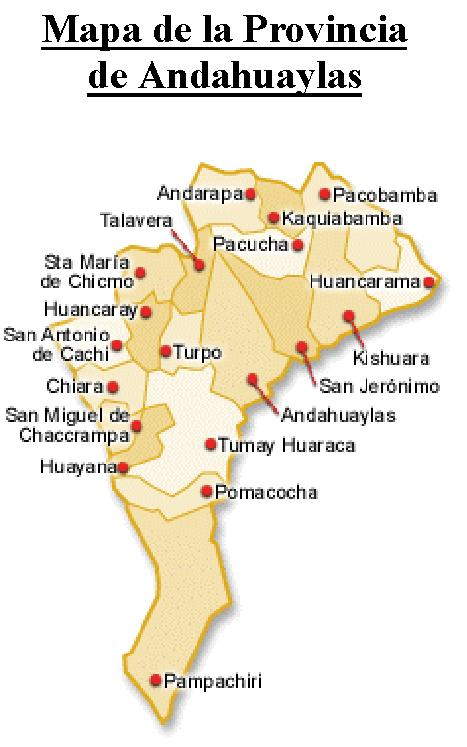 Mapa de la Provincia
de Andahuaylas
Andarapa
Pacobamba
Talavera
Kaquiabamba
Pacucha
Sta María
de Chicmo
Huancarama
Huancaray
San Antonio
de Cachi
Turpo
Kishuara
Chiara
San Jerónimo
San Miguel de
Chaccrampa
Andahuaylas
Tumay Huaraca
Huayana
Pomacocha
Pampachiri